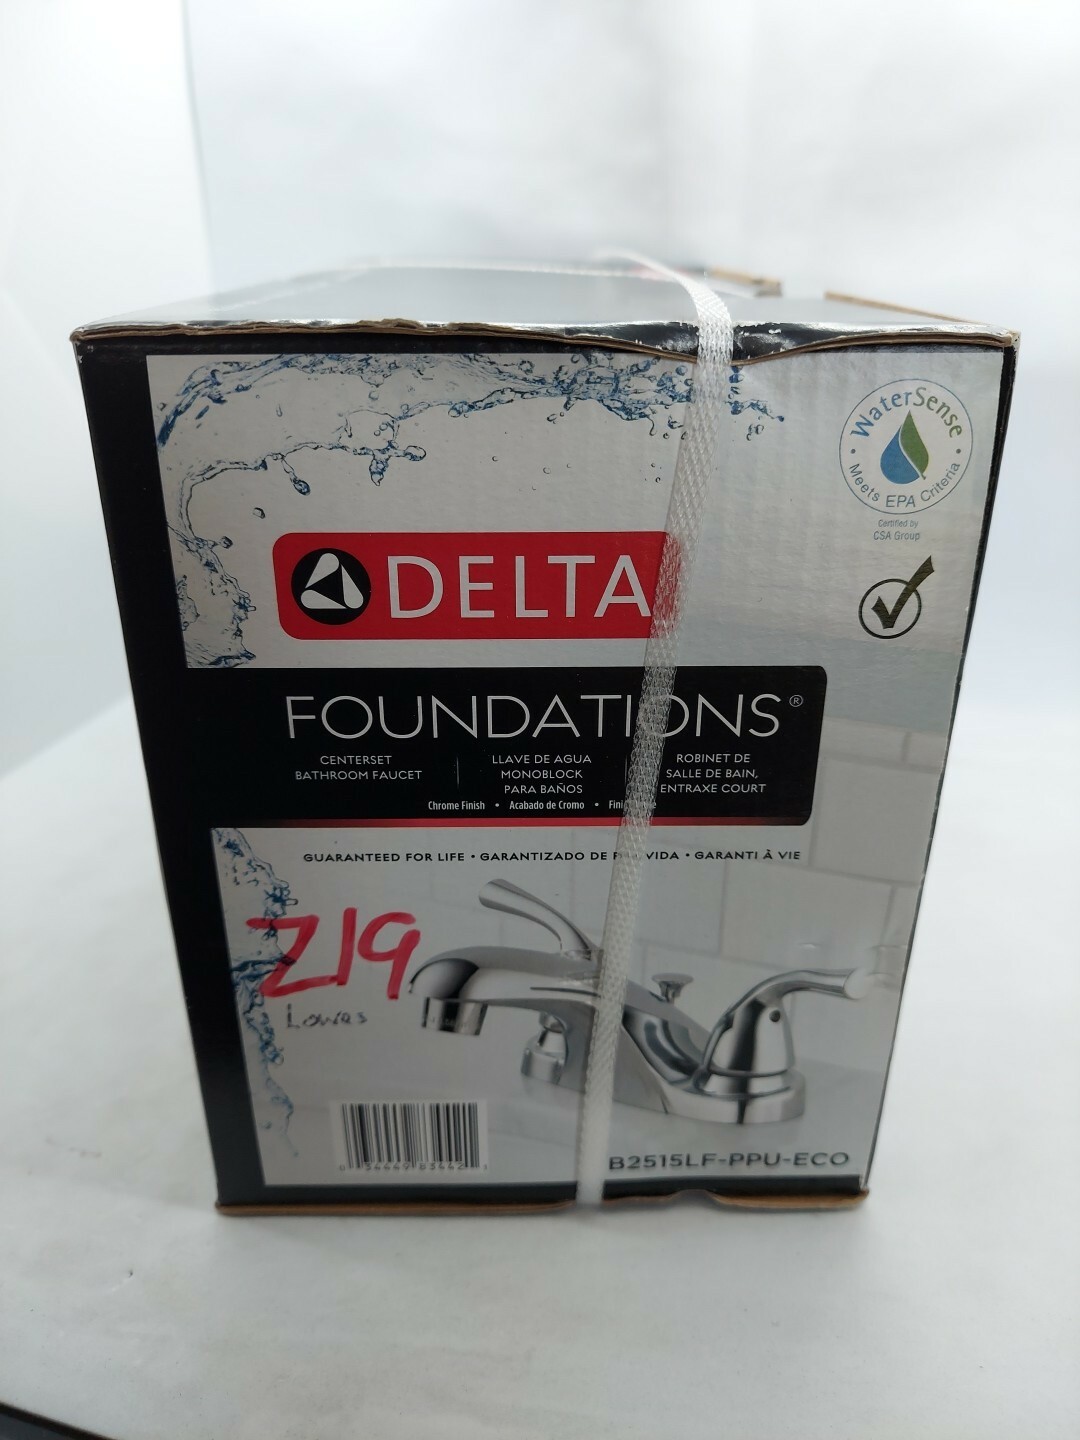 WaterSense
Meets EPA Criteria
Certified by
CSA Group
DELTA
FOUNDATIONS®
CENTERSET
BATHROOM FAUCET
LLAVE DE AGUA
MONOBLOCK
PARA BAÑOS
ROBINET DE
SALLE DE BAIN,
ENTRAXE COURT
Chrome Finish • Acabado de Cromo •
GUARANTEED FOR LIFE • GARANTIZADO DE VIDA • GARANTI À VIE
Z19
Lowes
B2515LF-PPU-ECO